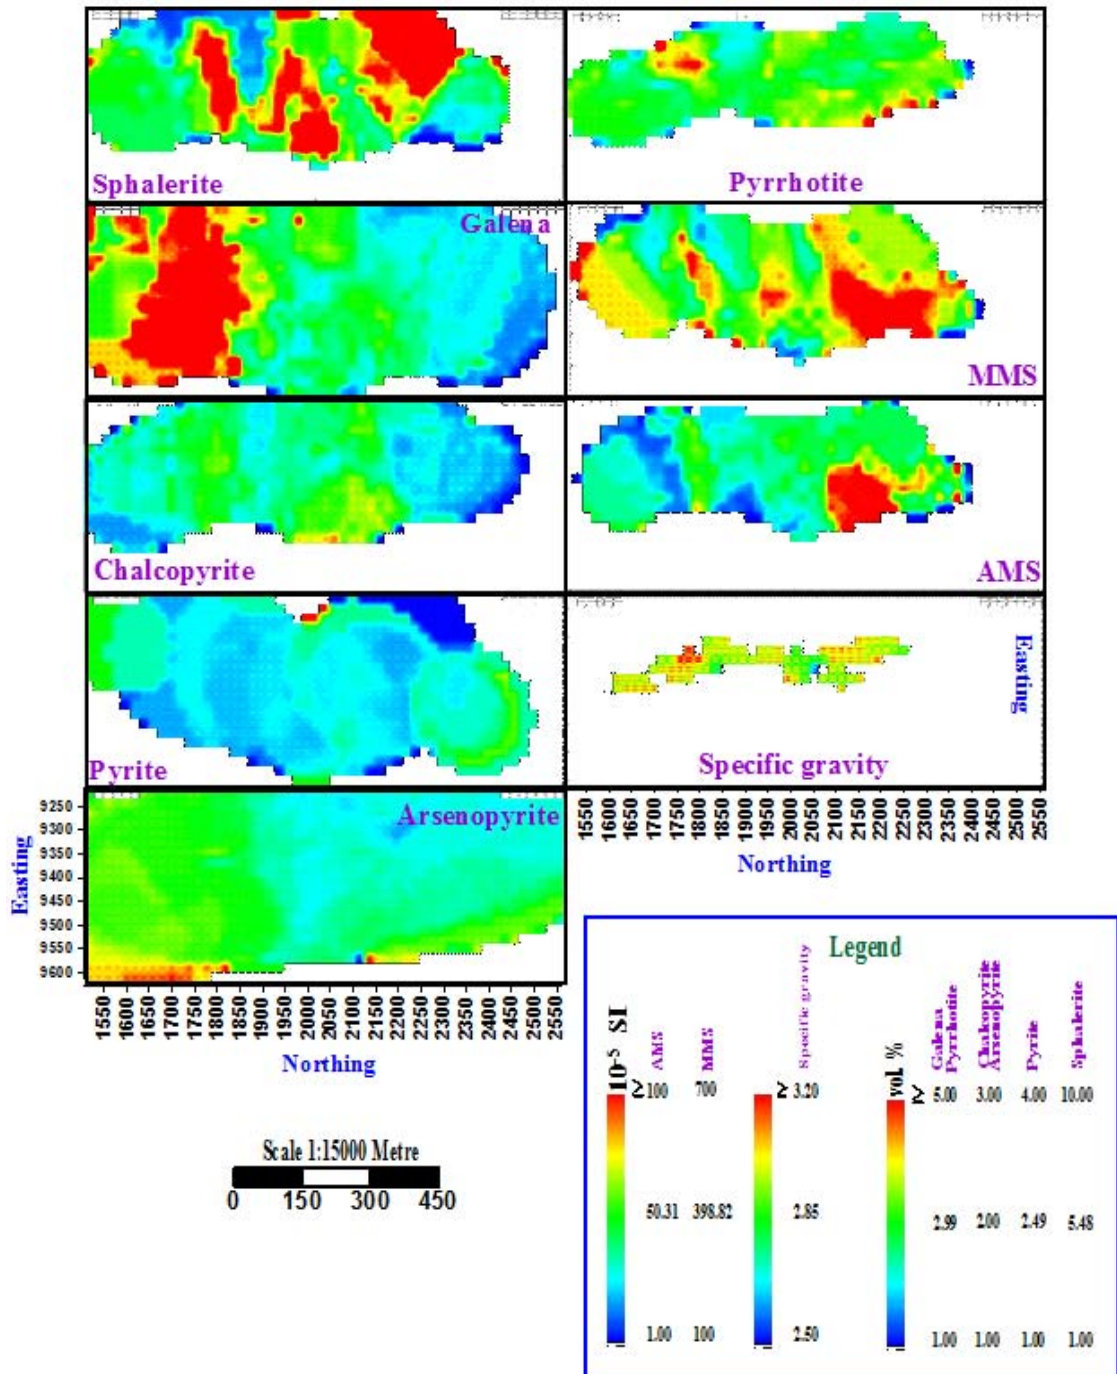 Sphalerite
Pyrrhotite
Galena
MMS
Chalcopyrite
AMS
Pyrite
Specific gravity
Easting
Arsenopyrite
9250
9300
9350
9400
9450
9500
9550
9600
Easting
1550 1600 1650 1700 1750 1800 1850 1900 1950 2000 2050 2100 2150 2200 2250 2300 2350 2400 2450 2500 2550
Northing
1550 1600 1650 1700 1750 1800 1850 1900 1950 2000 2050 2100 2150 2200 2250 2300 2350 2400 2450 2500 2550
Northing
Scale 1:15000 Metre
0 150 300 450
Legend
10⁻⁵ SI
AMS
MMS
Specific gravity
vol. %
Galena
Pyrrhotite
Chalcopyrite
Arsenopyrite
Pyrite
Sphalerite
≥ 100 700
≥ 3.20
≥ 5.00 3.00 4.00 10.00
50.31 398.82
2.85
2.99 2.00 2.49 5.48
1.00 100
2.50
1.00 1.00 1.00 1.00